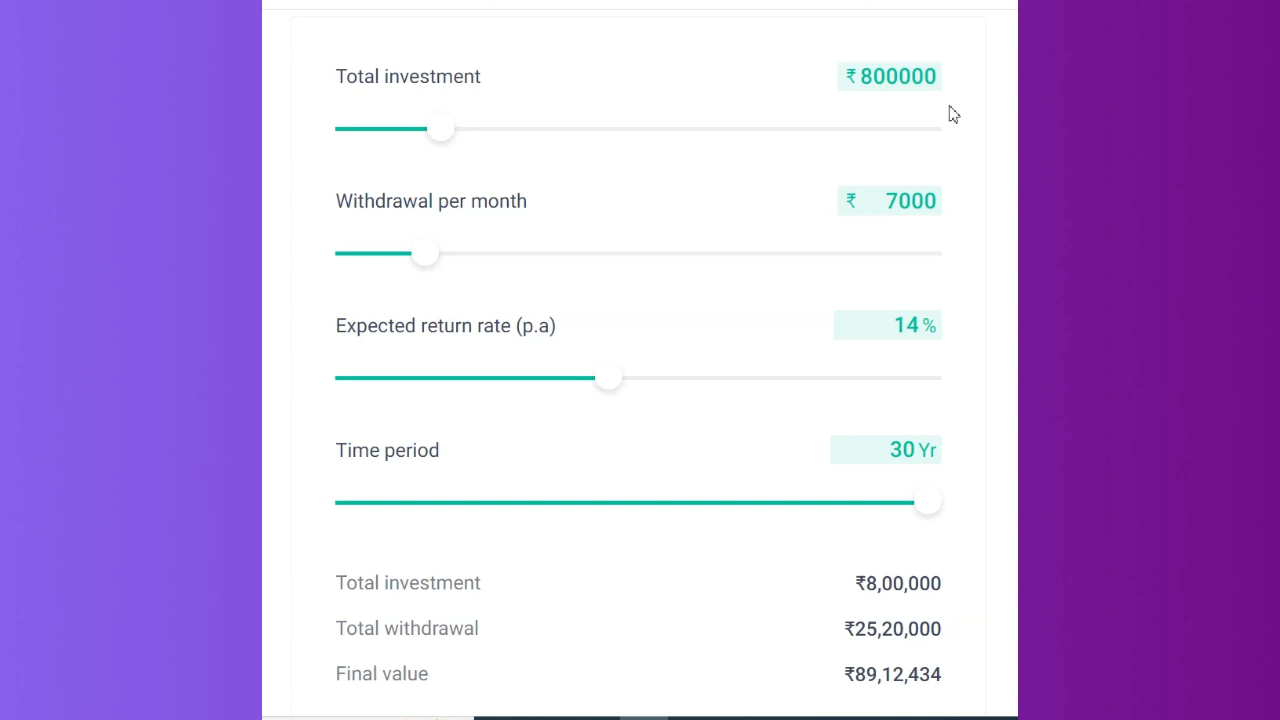 Total investment ₹ 800000
Withdrawal per month ₹ 7000
Expected return rate (p.a) 14 %
Time period 30 Yr
Total investment ₹8,00,000
Total withdrawal ₹25,20,000
Final value ₹89,12,434